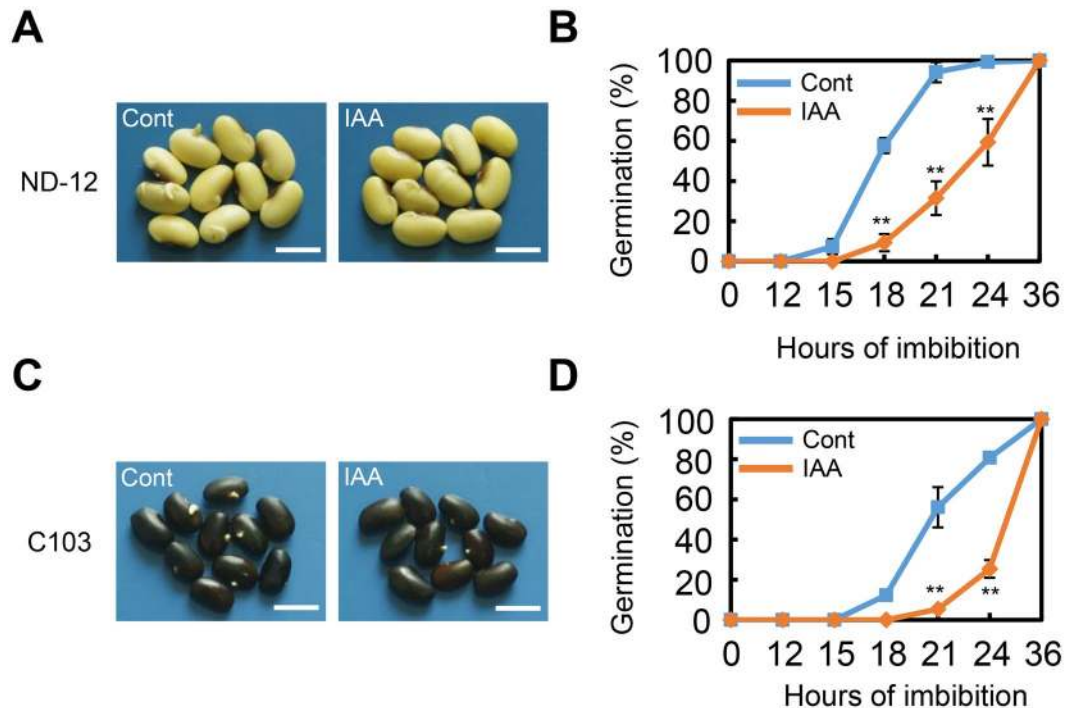 A
ND-12
Cont
IAA
B
Germination (%)
100
80
60
40
20
0
Cont
IAA
**
**
**
0 12 15 18 21 24 36
Hours of imbibition
C
C103
Cont
IAA
D
Germination (%)
100
80
60
40
20
0
Cont
IAA
**
**
0 12 15 18 21 24 36
Hours of imbibition